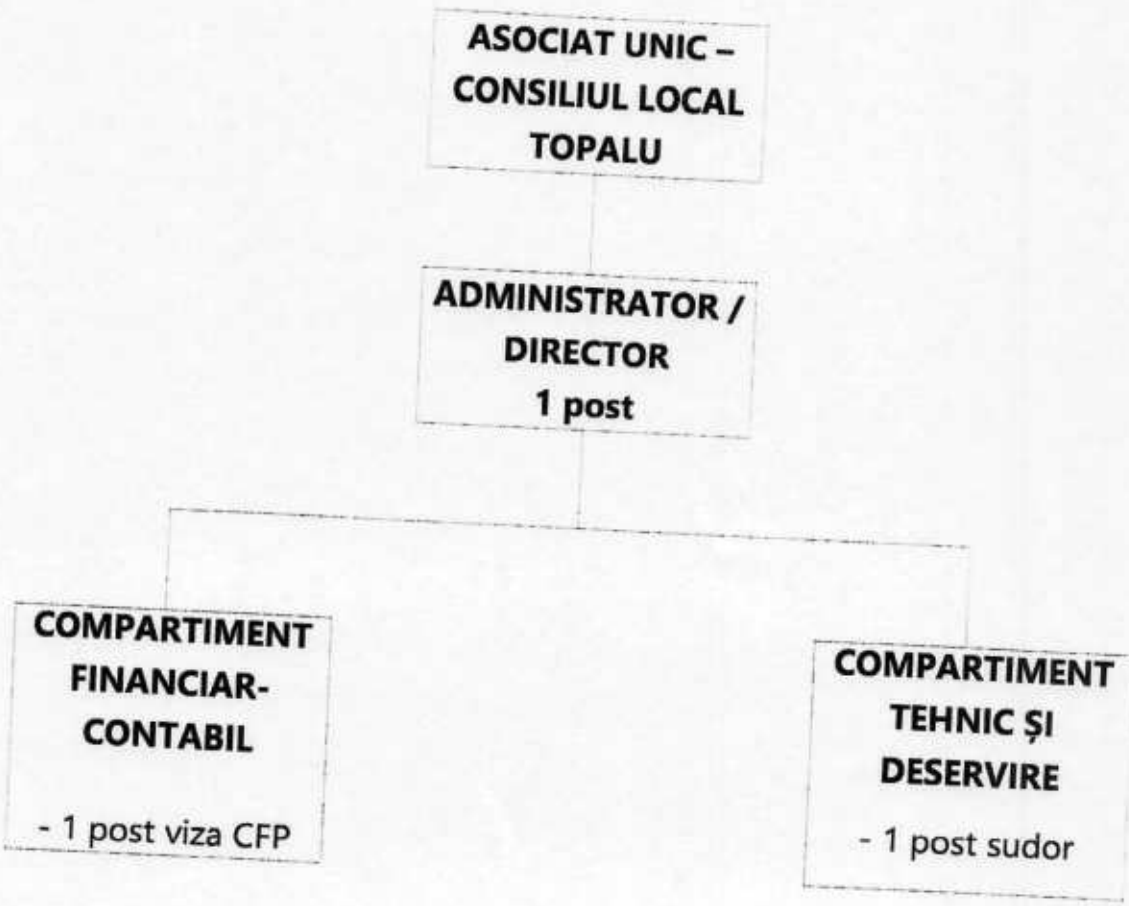 ASOCIAT UNIC –
CONSILIUL LOCAL
TOPALU
ADMINISTRATOR /
DIRECTOR
1 post
COMPARTIMENT
FINANCIAR-
CONTABIL
- 1 post viza CFP
COMPARTIMENT
TEHNIC ȘI
DESERVIRE
- 1 post sudor